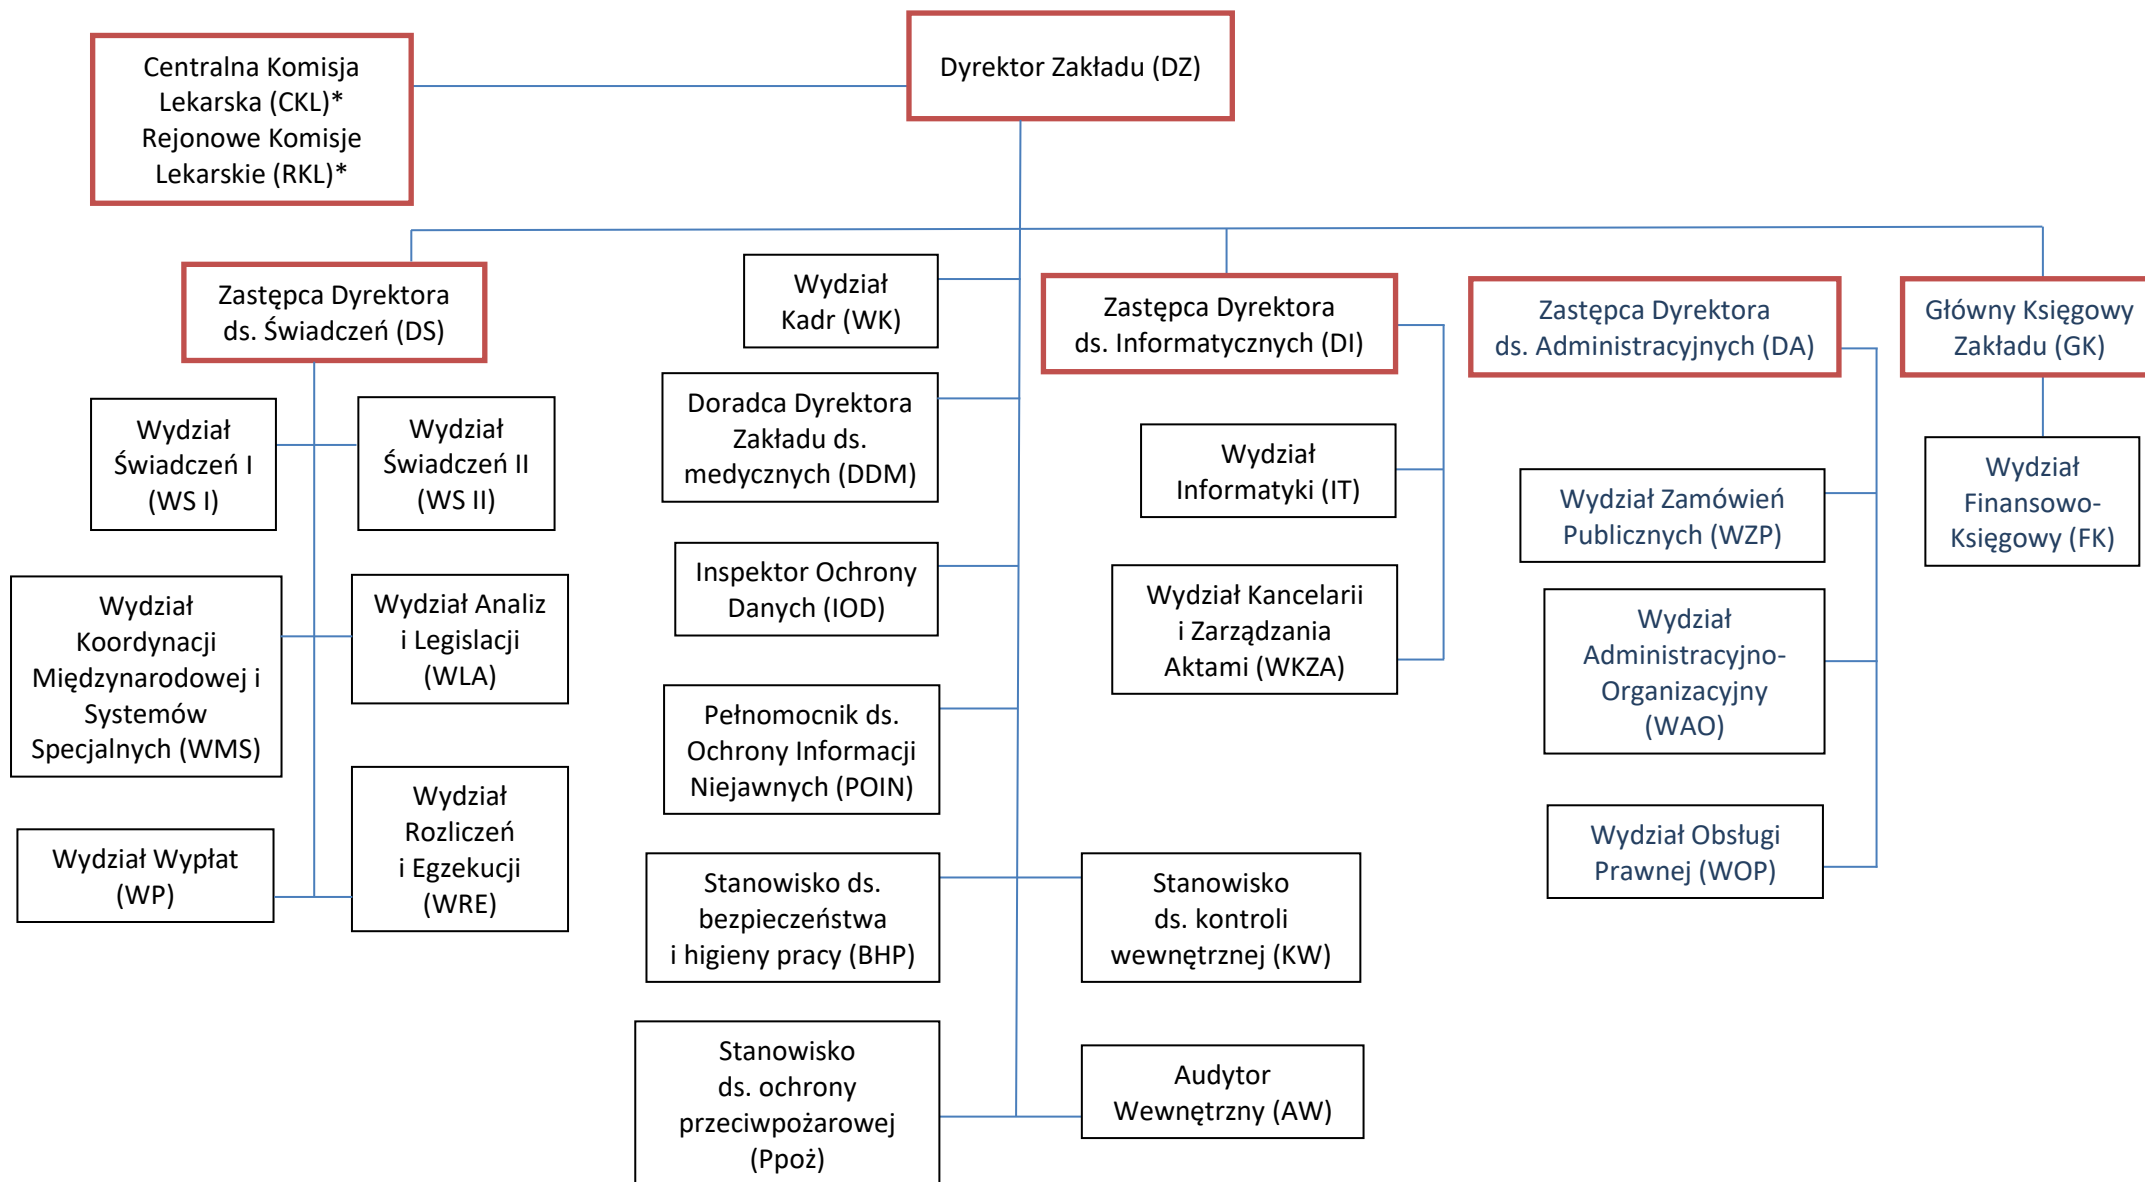 Centralna Komisja
Lekarska (CKL)*
Rejonowe Komisje
Lekarskie (RKL)*
Dyrektor Zakładu (DZ)
Zastępca Dyrektora
ds. Świadczeń (DS)
Wydział
Kadr (WK)
Zastępca Dyrektora
ds. Informatycznych (DI)
Zastępca Dyrektora
ds. Administracyjnych (DA)
Główny Księgowy
Zakładu (GK)
Wydział
Świadczeń I
(WS I)
Wydział
Świadczeń II
(WS II)
Doradca Dyrektora
Zakładu ds.
medycznych (DDM)
Wydział
Informatyki (IT)
Wydział Zamówień
Publicznych (WZP)
Wydział
Finansowo-
Księgowy (FK)
Wydział
Koordynacji
Międzynarodowej i
Systemów
Specjalnych (WMS)
Wydział Analiz
i Legislacji
(WLA)
Inspektor Ochrony
Danych (IOD)
Wydział Kancelarii
i Zarządzania
Aktami (WKZA)
Wydział
Administracyjno-
Organizacyjny
(WAO)
Pełnomocnik ds.
Ochrony Informacji
Niejawnych (POIN)
Wydział Wypłat
(WP)
Wydział
Rozliczeń
i Egzekucji
(WRE)
Wydział Obsługi
Prawnej (WOP)
Stanowisko ds.
bezpieczeństwa
i higieny pracy (BHP)
Stanowisko
ds. kontroli
wewnętrznej (KW)
Stanowisko
ds. ochrony
przeciwpożarowej
(Ppoż)
Audytor
Wewnętrzny (AW)